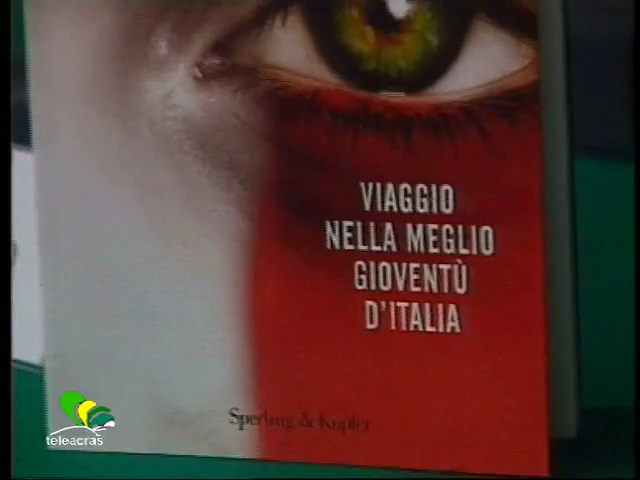 VIAGGIO
NELLA MEGLIO
GIOVENTÙ
D'ITALIA
Sperling & Kupfer
teleacras